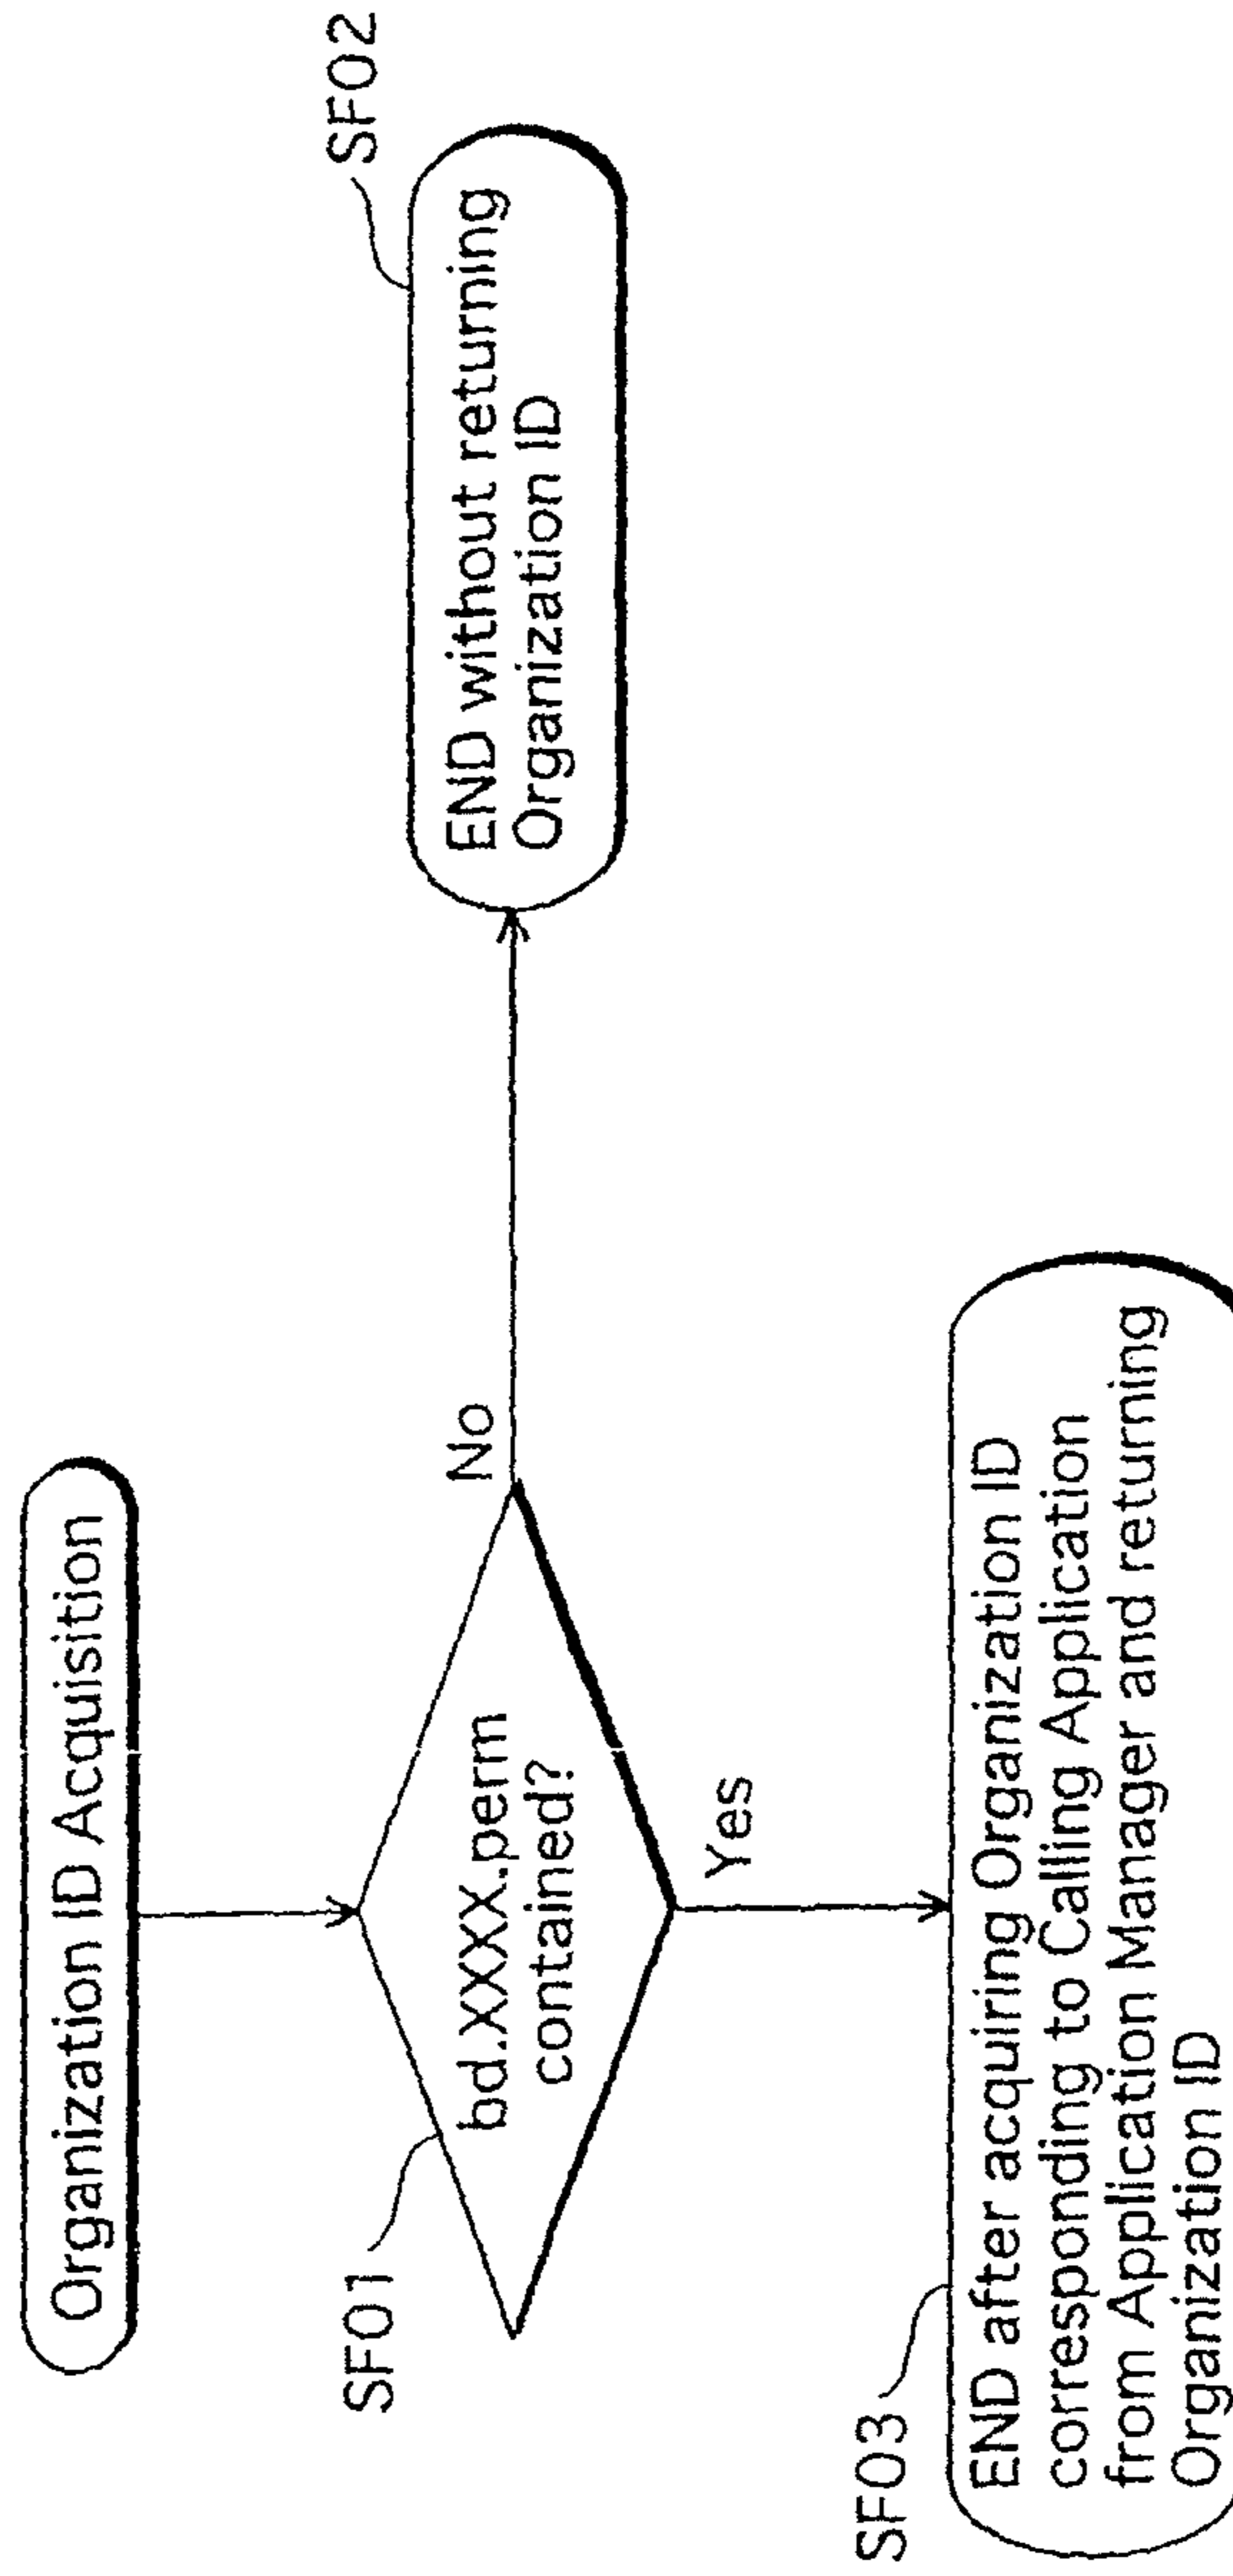 Organization ID Acquisition
SF01
bd.XXXX.perm
contained?
No
SF02
END without returning
Organization ID
Yes
SF03
END after acquiring Organization ID
corresponding to Calling Application
from Application Manager and returning
Organization ID